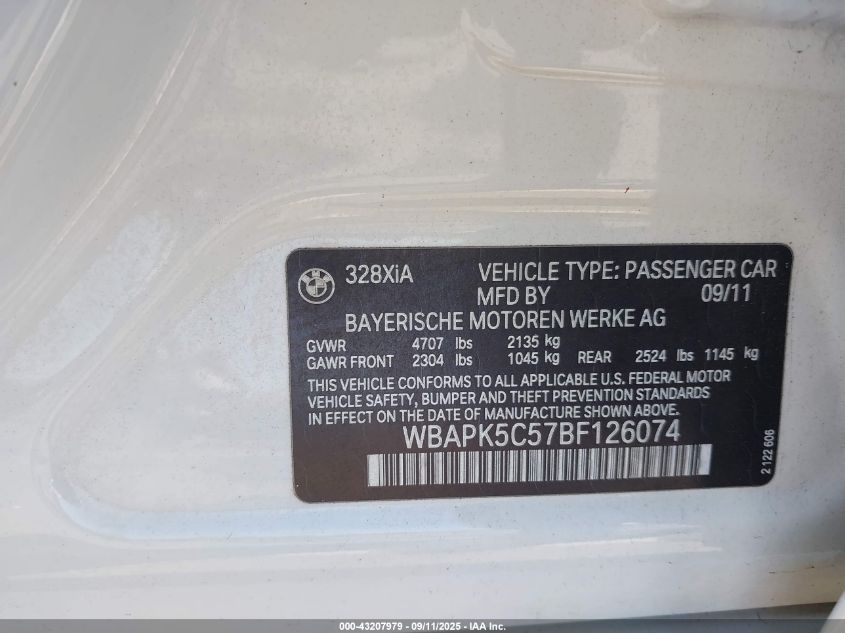 BMW
328XiA VEHICLE TYPE: PASSENGER CAR
MFD BY 09/11
BAYERISCHE MOTOREN WERKE AG
GVWR 4707 lbs 2135 kg
GAWR FRONT 2304 lbs 1045 kg REAR 2524 lbs 1145 kg
THIS VEHICLE CONFORMS TO ALL APPLICABLE U.S. FEDERAL MOTOR
VEHICLE SAFETY, BUMPER AND THEFT PREVENTION STANDARDS
IN EFFECT ON THE DATE OF MANUFACTURE SHOWN ABOVE.
WBAPK5C57BF126074
2 122 606
000-43207979 - 09/11/2025 - IAA Inc.